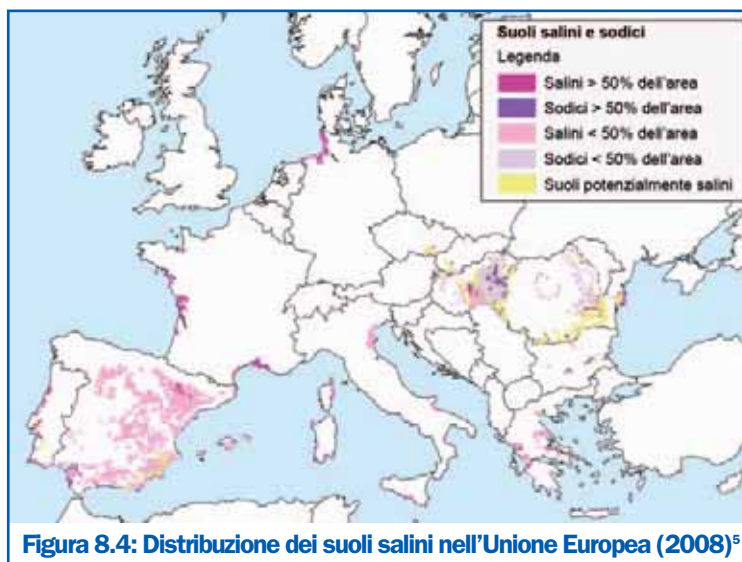 Suoli salini e sodici
Legenda
Salini > 50% dell'area
Sodici > 50% dell'area
Salini < 50% dell'area
Sodici < 50% dell'area
Suoli potenzialmente salini
Figura 8.4: Distribuzione dei suoli salini nell'Unione Europea (2008)⁵